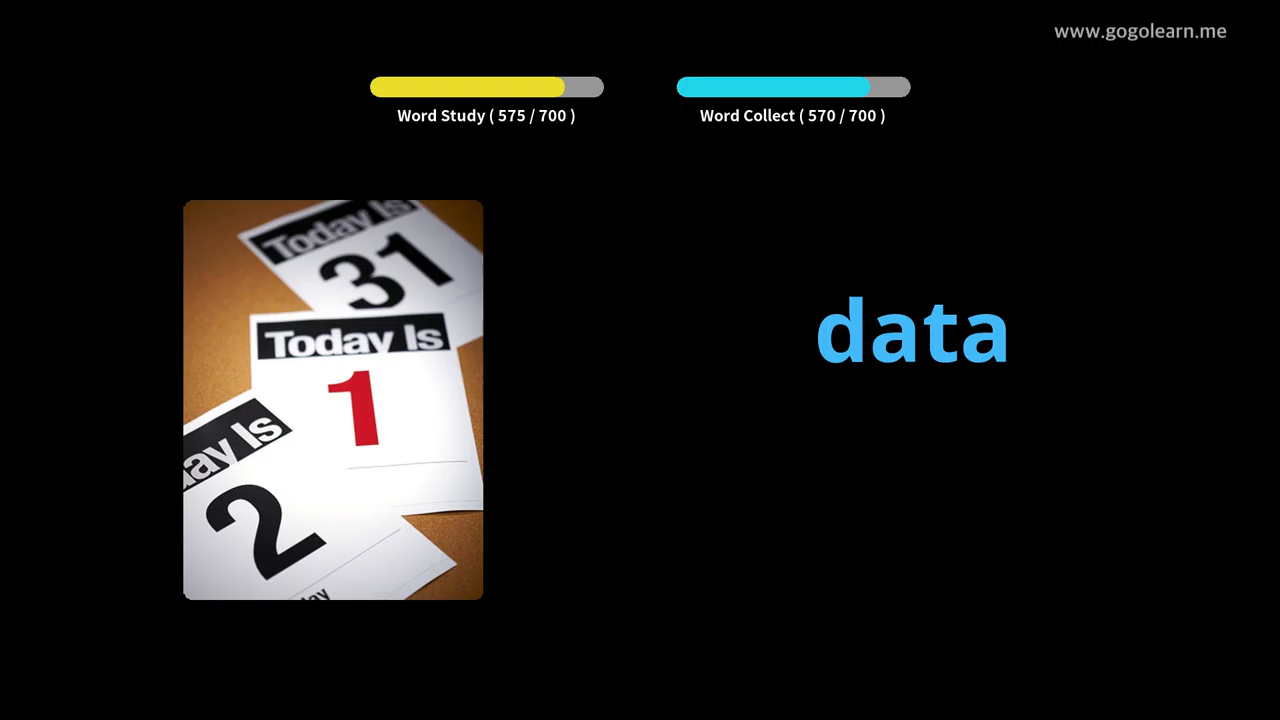 www.gogolearn.me
Word Study ( 575 / 700 )
Word Collect ( 570 / 700 )
Today Is
31
Today Is
1
day Is
2
data